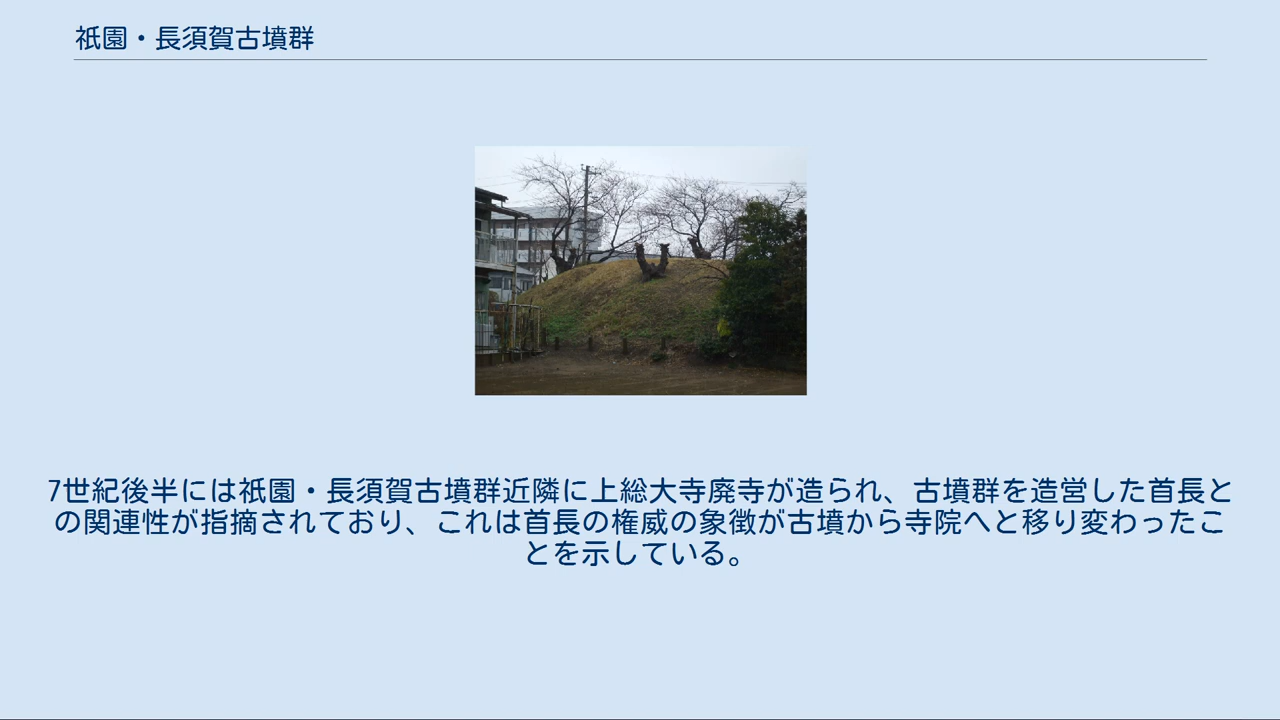 祇園・長須賀古墳群
7世紀後半には祇園・長須賀古墳群近隣に上総大寺廃寺が造られ、古墳群を造営した首長と
の関連性が指摘されており、これは首長の権威の象徴が古墳から寺院へと移り変わったこ
とを示している。